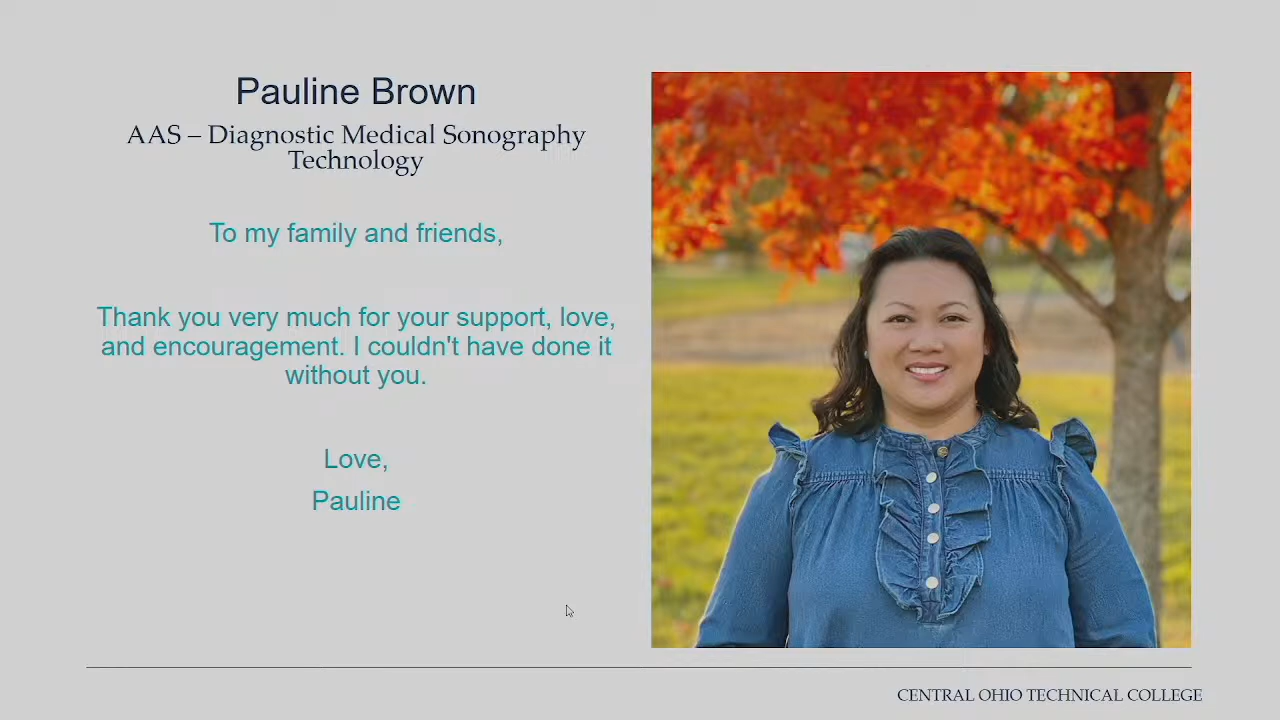 Pauline Brown
AAS – Diagnostic Medical Sonography
Technology
To my family and friends,
Thank you very much for your support, love,
and encouragement. I couldn't have done it
without you.
Love,
Pauline
CENTRAL OHIO TECHNICAL COLLEGE